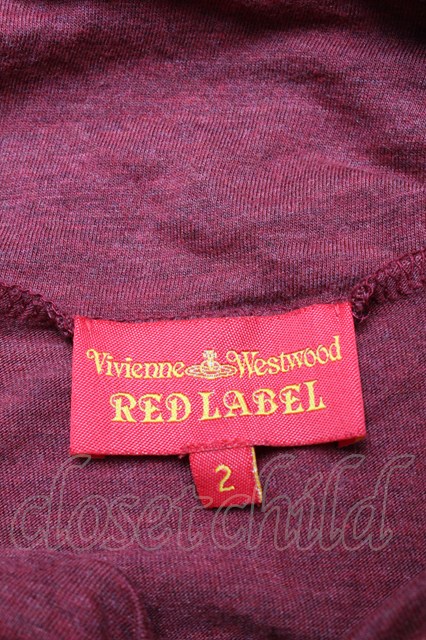 Vivienne Westwood
RED LABEL
2
closetchild